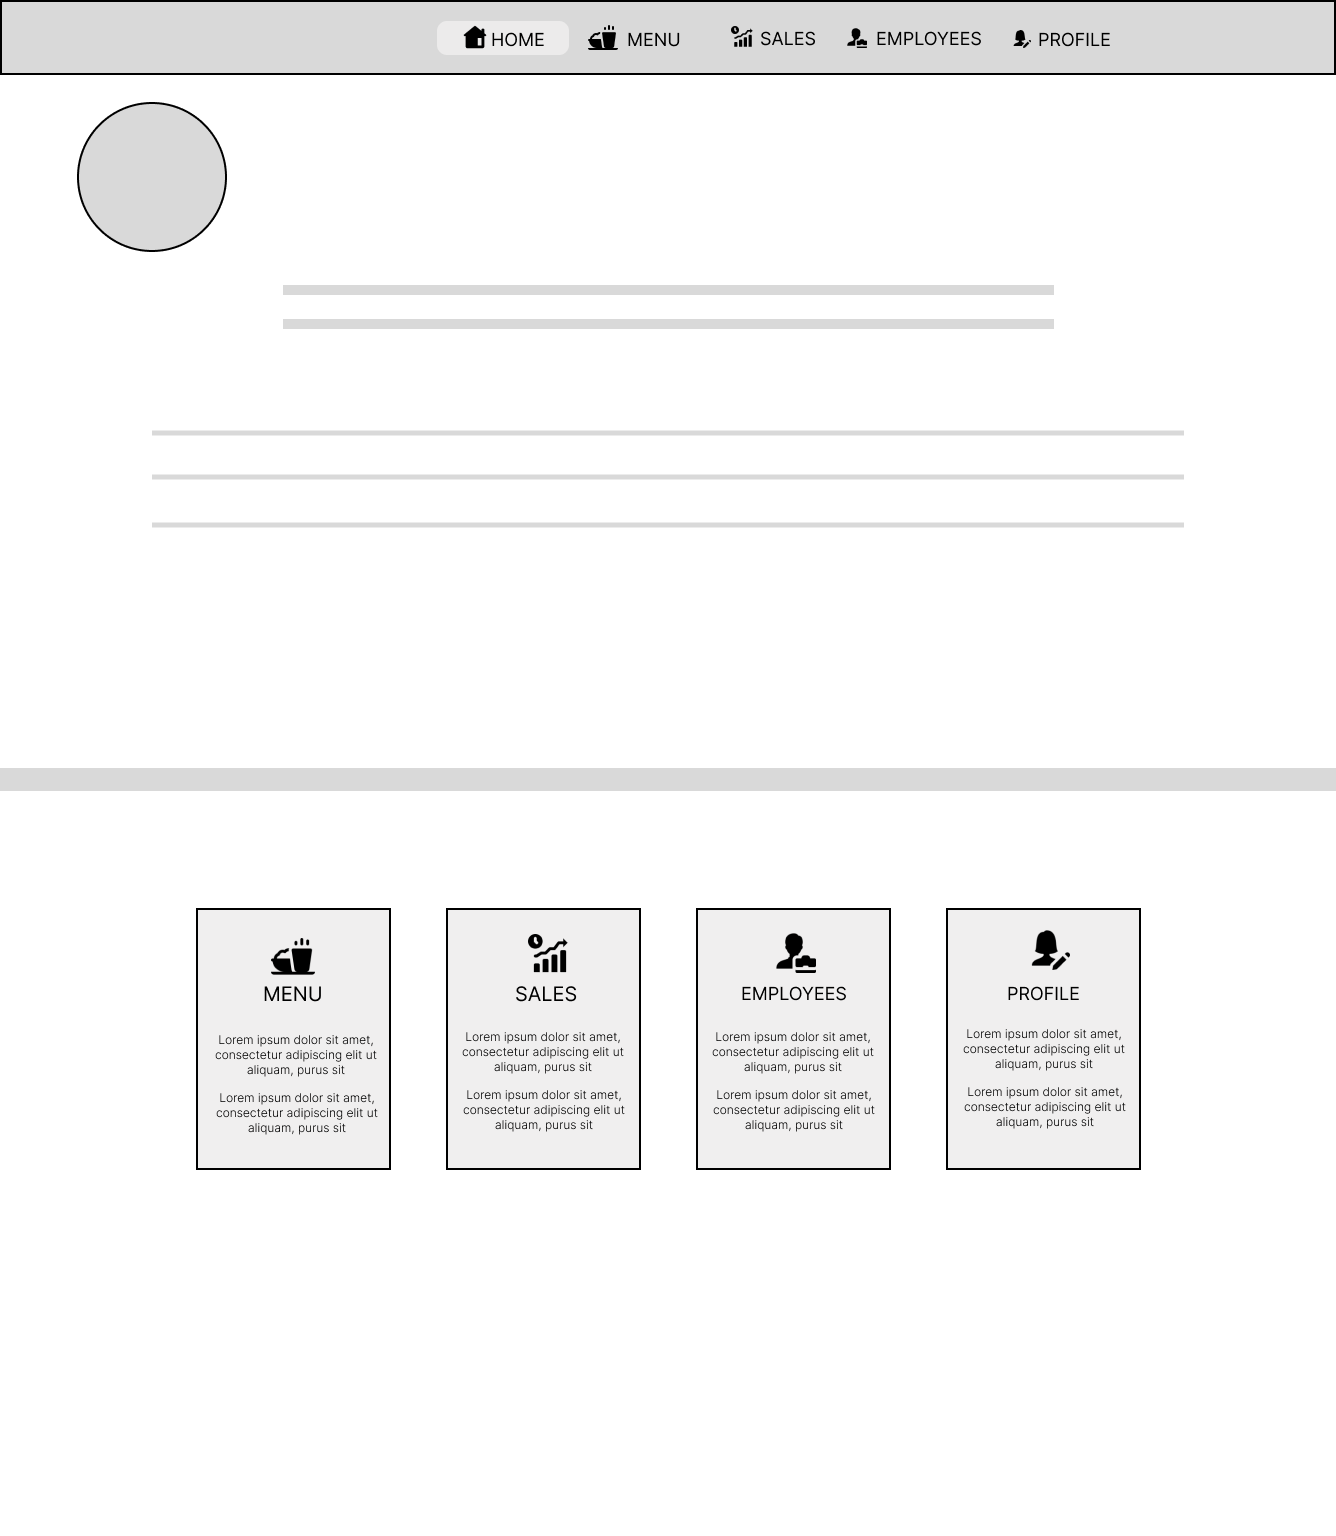 HOME MENU SALES EMPLOYEES PROFILE
MENU
Lorem ipsum dolor sit amet,
consectetur adipiscing elit ut
aliquam, purus sit
Lorem ipsum dolor sit amet,
consectetur adipiscing elit ut
aliquam, purus sit
SALES
Lorem ipsum dolor sit amet,
consectetur adipiscing elit ut
aliquam, purus sit
Lorem ipsum dolor sit amet,
consectetur adipiscing elit ut
aliquam, purus sit
EMPLOYEES
Lorem ipsum dolor sit amet,
consectetur adipiscing elit ut
aliquam, purus sit
Lorem ipsum dolor sit amet,
consectetur adipiscing elit ut
aliquam, purus sit
PROFILE
Lorem ipsum dolor sit amet,
consectetur adipiscing elit ut
aliquam, purus sit
Lorem ipsum dolor sit amet,
consectetur adipiscing elit ut
aliquam, purus sit